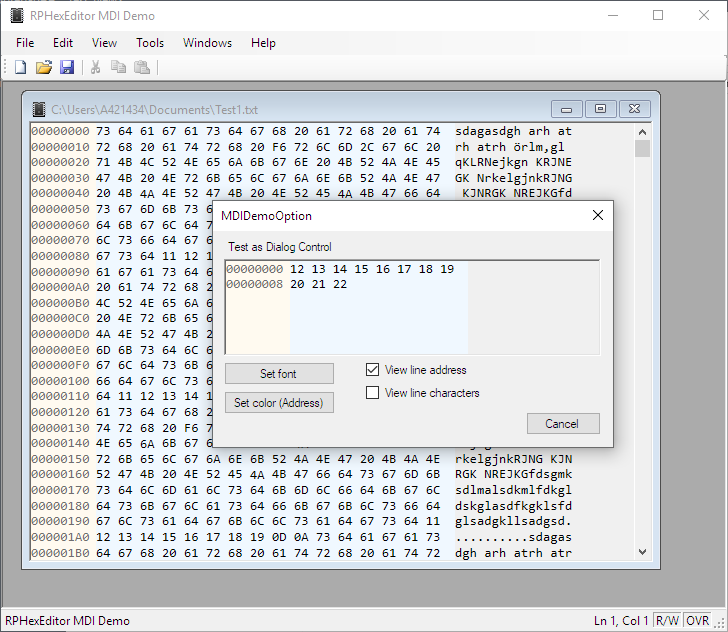 RPHexEditor MDI Demo
File Edit View Tools Windows Help
C:\Users\A421434\Documents\Test1.txt
00000000 73 64 61 67 61 73 64 67 68 20 61 72 68 20 61 74 sdagasdgh arh at
00000010 72 68 20 61 74 72 68 20 F6 72 6C 6D 2C 67 6C 20 rh atrh örlm,gl
00000020 71 4B 4C 52 4E 65 6A 6B 67 6E 20 4B 52 4A 4E 45 qKLRNejkgn KRJNE
00000030 47 4B 20 4E 72 6B 65 6C 67 6A 6E 6B 52 4A 4E 47 GK NrkelgjnkRJNG
00000040 20 4B 4A 4E 52 47 4B 20 4E 52 45 4A 4B 47 66 64 KJNRGK NREJKGfd
00000050 73 67 6D 6B 73 6
00000060 64 6B 67 6C 64 7
00000070 6C 73 66 64 67 6
00000080 67 73 64 11 12 1
00000090 61 67 61 73 64 6
000000A0 20 61 74 72 68 2
000000B0 4C 52 4E 65 6A 6
000000C0 20 4E 72 6B 65 6
000000D0 4A 4E 52 47 4B 2
000000E0 6D 6B 73 64 6C 6
000000F0 67 6C 64 73 6B 6
00000100 66 64 67 6C 73 6
00000110 64 11 12 13 14 1
00000120 61 73 64 67 68 2
00000130 74 72 68 20 F6 7
00000140 4E 65 6A 6B 67 6
00000150 72 6B 65 6C 67 6A 6E 6B 52 4A 4E 47 20 4B 4A 4E rkelgjnkRJNG KJN
00000160 52 47 4B 20 4E 52 45 4A 4B 47 66 64 73 67 6D 6B RGK NREJKGfdsgmk
00000170 73 64 6C 6D 61 6C 73 64 6B 6D 6C 66 64 6B 67 6C sdlmalsdkmlfdkgl
00000180 64 73 6B 67 6C 61 73 64 66 6B 67 6B 6C 73 66 64 dskglasdfkgklsfd
00000190 67 6C 73 61 64 67 6B 6C 6C 73 61 64 67 73 64 11 glsadgkllsadgsd.
000001A0 12 13 14 15 16 17 18 19 0D 0A 73 64 61 67 61 73 ..........sdagas
000001B0 64 67 68 20 61 72 68 20 61 74 72 68 20 61 74 72 dgh arh atrh atr
MDIDemoOption
Test as Dialog Control
00000000 12 13 14 15 16 17 18 19
00000008 20 21 22
Set font
View line address
Set color (Address)
View line characters
Cancel
RPHexEditor MDI Demo Ln 1, Col 1 R/W OVR